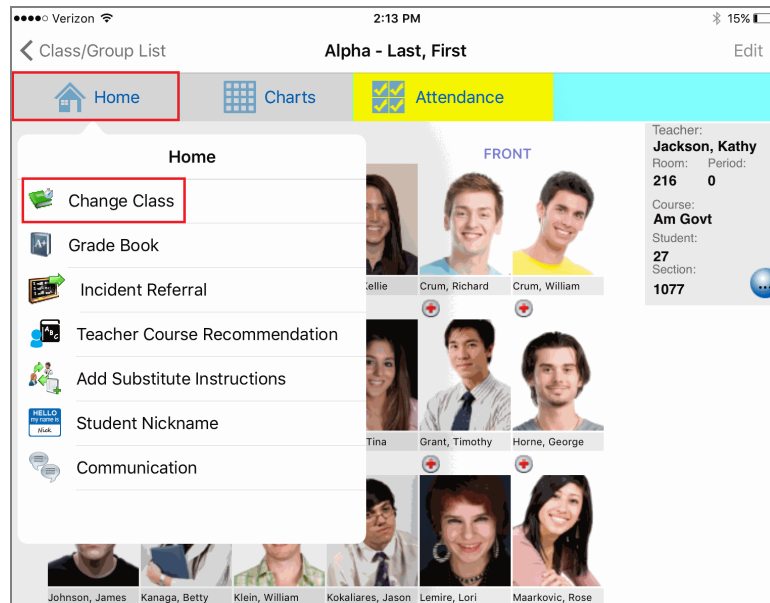 Verizon 2:13 PM 15%
Class/Group List Alpha - Last, First Edit
Home Charts Attendance
Home
Change Class
Grade Book
Incident Referral
Teacher Course Recommendation
Add Substitute Instructions
HELLO
my name is
Nick
Student Nickname
Communication
FRONT
Kellie Crum, Richard Crum, William
Tina Grant, Timothy Horne, George
Johnson, James Kanaga, Betty Klein, William Kokaliares, Jason Lemire, Lori Maarkovic, Rose
Teacher:
Jackson, Kathy
Room: Period:
216 0
Course:
Am Govt
Student:
27
Section:
1077